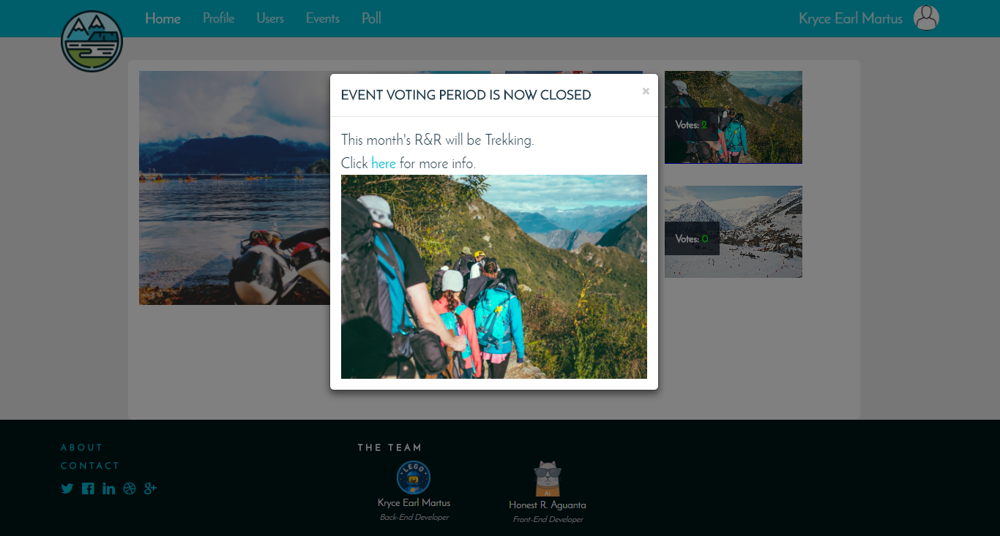 Home
Profile
Users
Events
Poll
Kryce Earl Martus
EVENT VOTING PERIOD IS NOW CLOSED
×
This month's R&R will be Trekking.
Click here for more info.
Votes: 2
Votes: 0
ABOUT
CONTACT
THE TEAM
LEGO
Kryce Earl Martus
Back-End Developer
Ai
Honest R. Aguanta
Front-End Developer